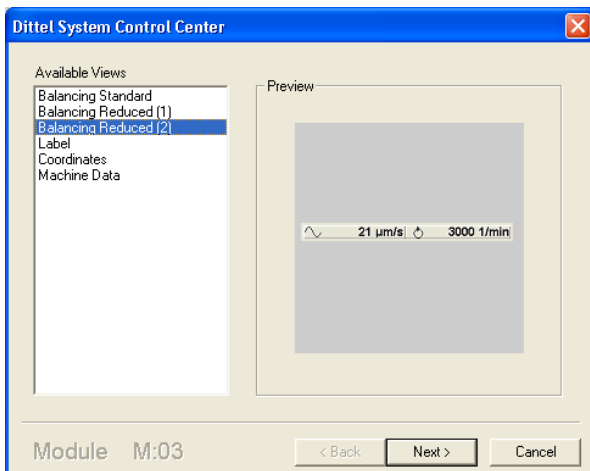 Dittel System Control Center
Available Views
Balancing Standard
Balancing Reduced (1)
Balancing Reduced (2)
Label
Coordinates
Machine Data
Preview
21 µm/s 3000 1/min
Module M:03
< Back Next > Cancel